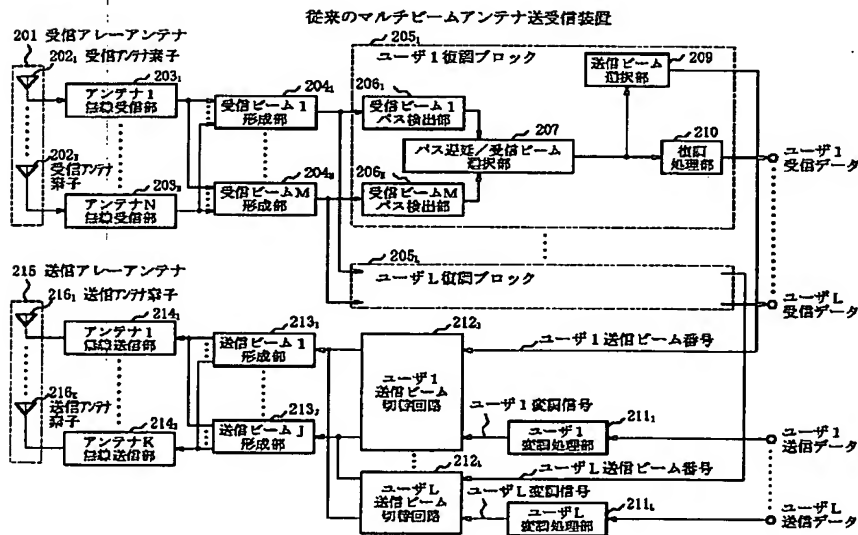 従来のマルチビームアンテナ送受信装置
201 受信アレーアンテナ
202₁ 受信アンテナ素子
203₁
アンテナ1
無線受信部
202ₙ
受信アンテナ
素子
203ₙ
アンテナN
無線受信部
204₁
受信ビーム1
形成部
204ₘ
受信ビームM
形成部
205₁
ユーザ1復調ブロック
206₁
受信ビーム1
パス検出部
207
パス遅延/受信ビーム
選択部
206ₘ
受信ビームM
パス検出部
209
送信ビーム
選択部
210
復調
処理部
ユーザ1
受信データ
205ₗ
ユーザL復調ブロック
ユーザL
受信データ
215 送信アレーアンテナ
216₁ 送信アンテナ素子
214₁
アンテナ1
無線送信部
216ₖ
送信アンテナ
素子
214ₖ
アンテナK
無線送信部
213₁
送信ビーム1
形成部
213ⱼ
送信ビームJ
形成部
212₁
ユーザ1
送信ビーム
切替回路
ユーザ1送信ビーム番号
ユーザ1変調信号
211₁
ユーザ1
変調処理部
ユーザ1
送信データ
212ₗ
ユーザL
送信ビーム
切替回路
ユーザL送信ビーム番号
ユーザL変調信号
211ₗ
ユーザL
変調処理部
ユーザL
送信データ